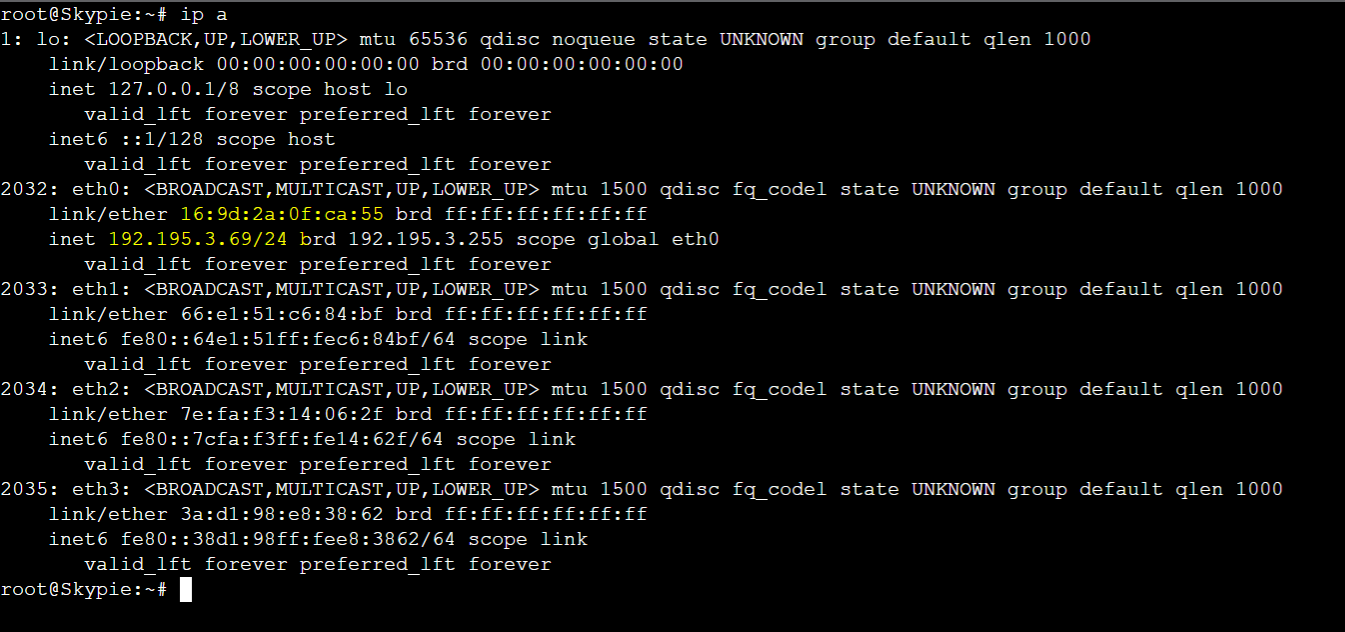 root@Skypie:~# ip a
1: lo: <LOOPBACK,UP,LOWER_UP> mtu 65536 qdisc noqueue state UNKNOWN group default qlen 1000
    link/loopback 00:00:00:00:00:00 brd 00:00:00:00:00:00
    inet 127.0.0.1/8 scope host lo
       valid_lft forever preferred_lft forever
    inet6 ::1/128 scope host
       valid_lft forever preferred_lft forever
2032: eth0: <BROADCAST,MULTICAST,UP,LOWER_UP> mtu 1500 qdisc fq_codel state UNKNOWN group default qlen 1000
    link/ether 16:9d:2a:0f:ca:55 brd ff:ff:ff:ff:ff:ff
    inet 192.195.3.69/24 brd 192.195.3.255 scope global eth0
       valid_lft forever preferred_lft forever
2033: eth1: <BROADCAST,MULTICAST,UP,LOWER_UP> mtu 1500 qdisc fq_codel state UNKNOWN group default qlen 1000
    link/ether 66:e1:51:c6:84:bf brd ff:ff:ff:ff:ff:ff
    inet6 fe80::64e1:51ff:fec6:84bf/64 scope link
       valid_lft forever preferred_lft forever
2034: eth2: <BROADCAST,MULTICAST,UP,LOWER_UP> mtu 1500 qdisc fq_codel state UNKNOWN group default qlen 1000
    link/ether 7e:fa:f3:14:06:2f brd ff:ff:ff:ff:ff:ff
    inet6 fe80::7cfa:f3ff:fe14:62f/64 scope link
       valid_lft forever preferred_lft forever
2035: eth3: <BROADCAST,MULTICAST,UP,LOWER_UP> mtu 1500 qdisc fq_codel state UNKNOWN group default qlen 1000
    link/ether 3a:d1:98:e8:38:62 brd ff:ff:ff:ff:ff:ff
    inet6 fe80::38d1:98ff:fee8:3862/64 scope link
       valid_lft forever preferred_lft forever
root@Skypie:~#